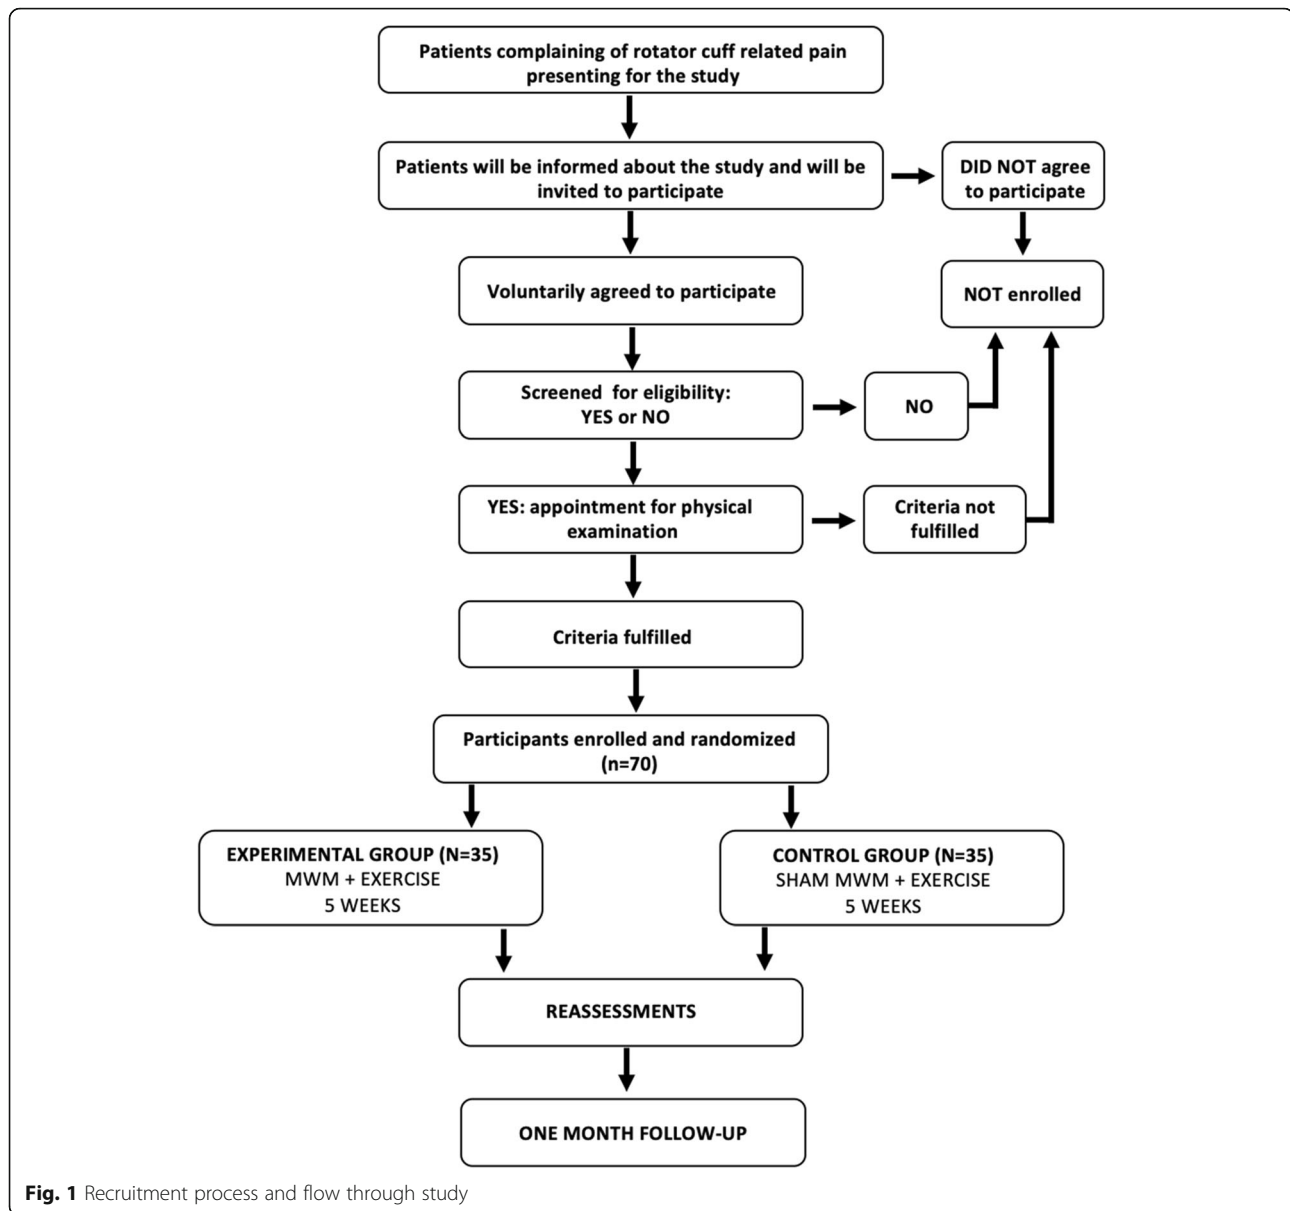 Patients complaining of rotator cuff related pain
presenting for the study
Patients will be informed about the study and will be
invited to participate
DID NOT agree
to participate
Voluntarily agreed to participate
NOT enrolled
Screened for eligibility:
YES or NO
NO
YES: appointment for physical
examination
Criteria not
fulfilled
Criteria fulfilled
Participants enrolled and randomized
(n=70)
EXPERIMENTAL GROUP (N=35)
MWM + EXERCISE
5 WEEKS
CONTROL GROUP (N=35)
SHAM MWM + EXERCISE
5 WEEKS
REASSESSMENTS
ONE MONTH FOLLOW-UP
Fig. 1 Recruitment process and flow through study